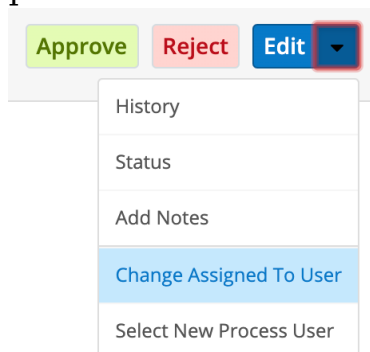 Approve Reject Edit
History
Status
Add Notes
Change Assigned To User
Select New Process User